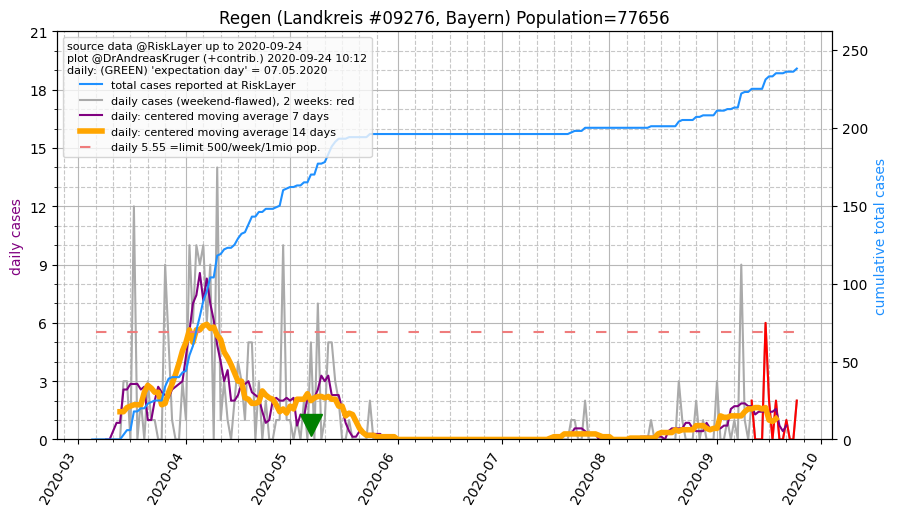 Regen (Landkreis #09276, Bayern) Population=77656
source data @RiskLayer up to 2020-09-24
plot @DrAndreasKruger (+contrib.) 2020-09-24 10:12
daily: (GREEN) 'expectation day' = 07.05.2020
total cases reported at RiskLayer
daily cases (weekend-flawed), 2 weeks: red
daily: centered moving average 7 days
daily: centered moving average 14 days
daily 5.55 =limit 500/week/1mio pop.
daily cases
21
18
15
12
9
6
3
0
cumulative total cases
250
200
150
100
50
0
2020-03
2020-04
2020-05
2020-06
2020-07
2020-08
2020-09
2020-10